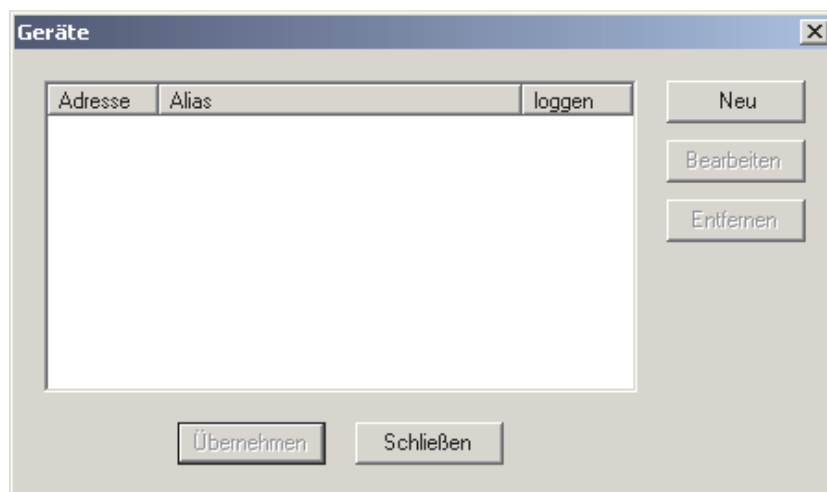 Geräte
Adresse Alias loggen
Neu
Bearbeiten
Entfernen
Übernehmen Schließen